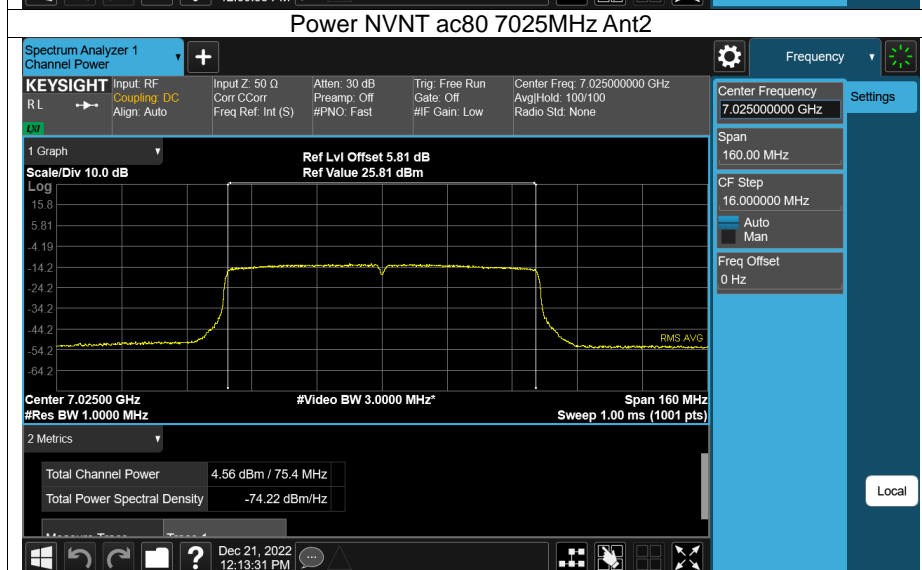 Power NVNT ac80 7025MHz Ant2
Spectrum Analyzer 1
Channel Power
+
Frequency
KEYSIGHT
Input: RF
Input Z: 50 Ω
Atten: 30 dB
Trig: Free Run
Center Freq: 7.025000000 GHz
RL
Coupling: DC
Corr CCorr
Preamp: Off
Gate: Off
Avg|Hold: 100/100
Align: Auto
Freq Ref: Int (S)
#PNO: Fast
#IF Gain: Low
Radio Std: None
LXI
Center Frequency
7.025000000 GHz
Settings
Span
160.00 MHz
CF Step
16.000000 MHz
Auto
Man
Freq Offset
0 Hz
1 Graph
Ref Lvl Offset 5.81 dB
Scale/Div 10.0 dB
Ref Value 25.81 dBm
Log
15.8
5.81
-4.19
-14.2
-24.2
-34.2
-44.2
RMS AVG
-54.2
-64.2
Center 7.02500 GHz
#Video BW 3.0000 MHz*
Span 160 MHz
#Res BW 1.0000 MHz
Sweep 1.00 ms (1001 pts)
2 Metrics
Total Channel Power
4.56 dBm / 75.4 MHz
Total Power Spectral Density
-74.22 dBm/Hz
Local
?
Dec 21, 2022
12:13:31 PM